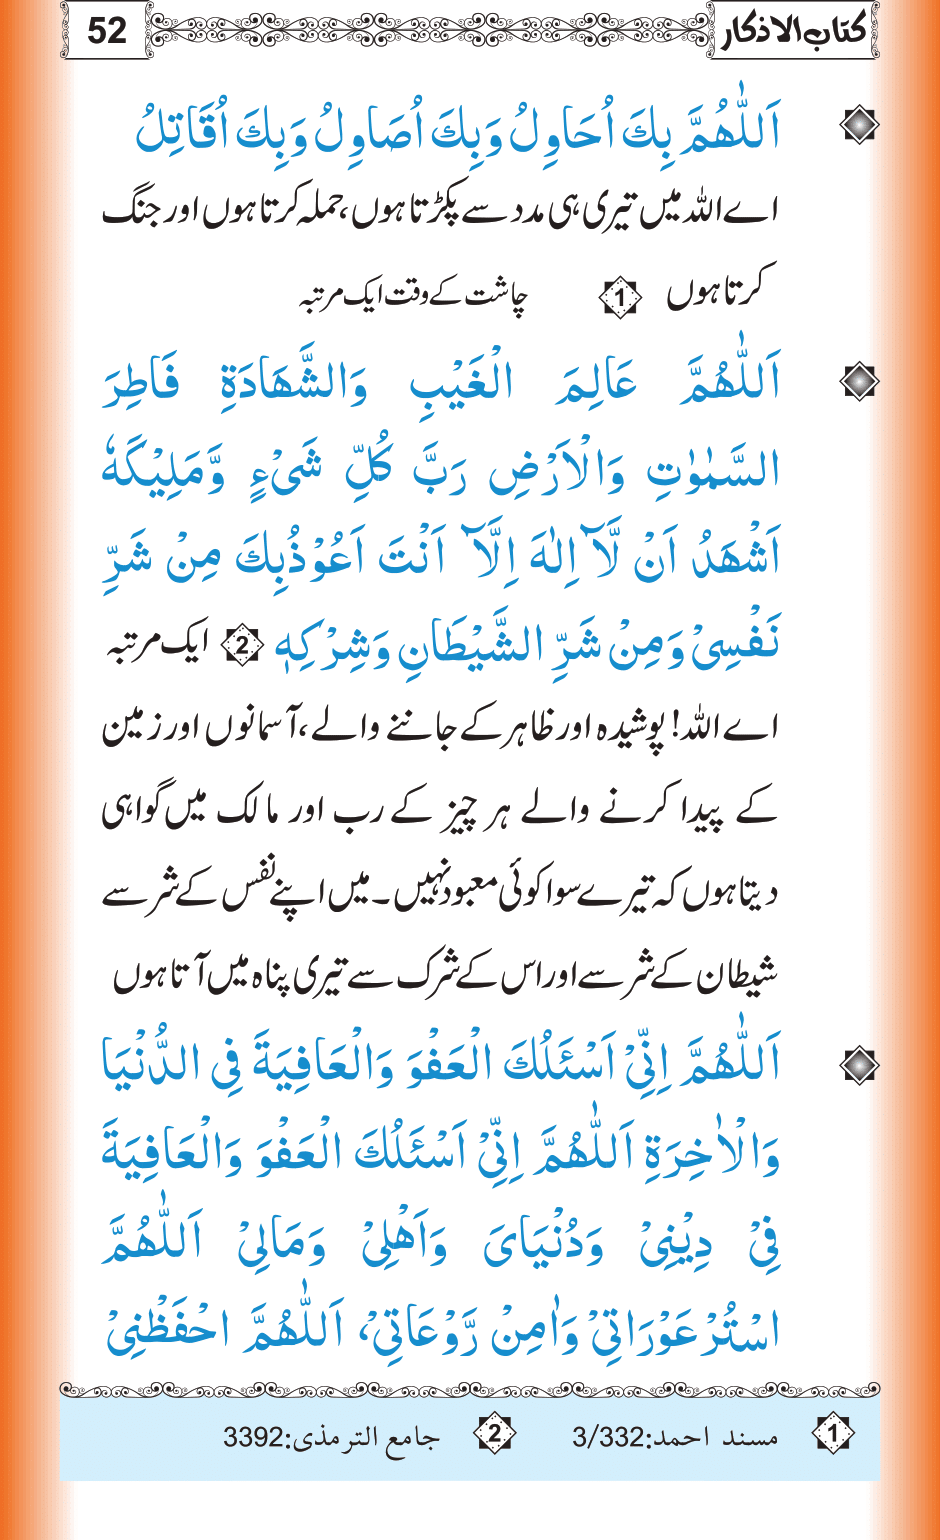 کتاب الاذکار 52
اَللّٰهُمَّ بِكَ اُحَاوِلُ وَبِكَ اُصَاوِلُ وَبِكَ اُقَاتِلُ
اے اللہ میں تیری ہی مدد سے پکڑتا ہوں، حملہ کرتا ہوں اور جنگ
کرتا ہوں 1 چاشت کے وقت ایک مرتبہ
اَللّٰهُمَّ عَالِمَ الْغَيْبِ وَالشَّهَادَةِ فَاطِرَ
السَّمٰوٰتِ وَالْاَرْضِ رَبَّ كُلِّ شَیْءٍ وَّمَلِيْكَهٗ
اَشْهَدُ اَنْ لَّآ اِلٰهَ اِلَّآ اَنْتَ اَعُوْذُبِكَ مِنْ شَرِّ
نَفْسِیْ وَمِنْ شَرِّ الشَّيْطَانِ وَشِرْكِهٖ 2 ایک مرتبہ
اے اللہ! پوشیدہ اور ظاہر کے جاننے والے، آسمانوں اور زمین
کے پیدا کرنے والے ہر چیز کے رب اور مالک میں گواہی
دیتا ہوں کہ تیرے سوا کوئی معبود نہیں۔ میں اپنے نفس کے شر سے
شیطان کے شر سے اور اس کے شرک سے تیری پناہ میں آتا ہوں
اَللّٰهُمَّ اِنِّیْ اَسْئَلُكَ الْعَفْوَ وَالْعَافِيَةَ فِی الدُّنْيَا
وَالْاٰخِرَةِ اَللّٰهُمَّ اِنِّیْ اَسْئَلُكَ الْعَفْوَ وَالْعَافِيَةَ
فِیْ دِيْنِیْ وَدُنْيَایَ وَاَهْلِیْ وَمَالِیْ اَللّٰهُمَّ
اسْتُرْ عَوْرَاتِیْ وَاٰمِنْ رَّوْعَاتِیْ، اَللّٰهُمَّ احْفَظْنِیْ
1 مسند احمد:3/332 2 جامع الترمذی:3392